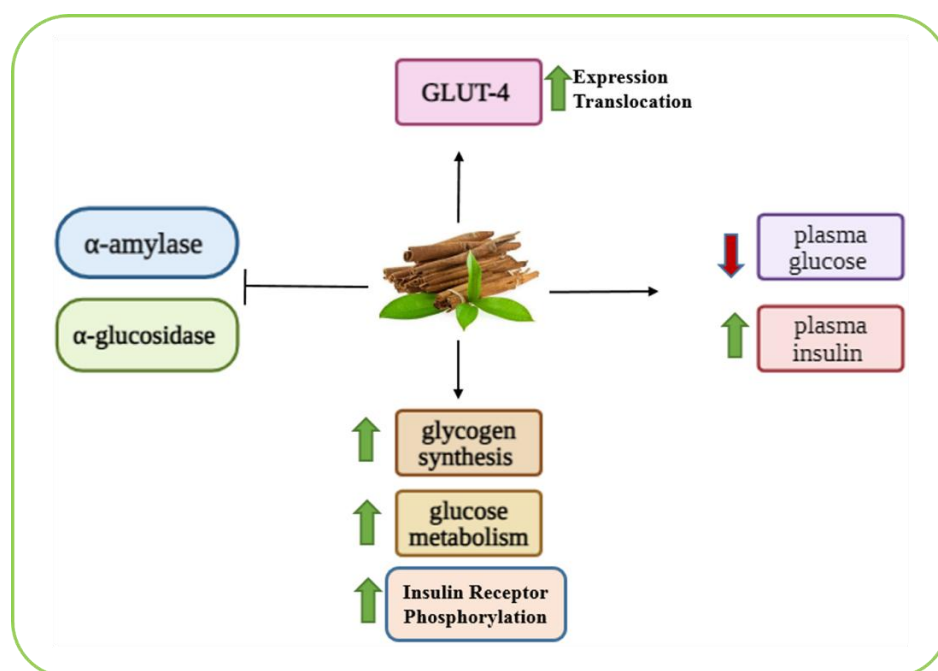 GLUT-4
Expression
Translocation
α-amylase
α-glucosidase
plasma
glucose
plasma
insulin
glycogen
synthesis
glucose
metabolism
Insulin Receptor
Phosphorylation